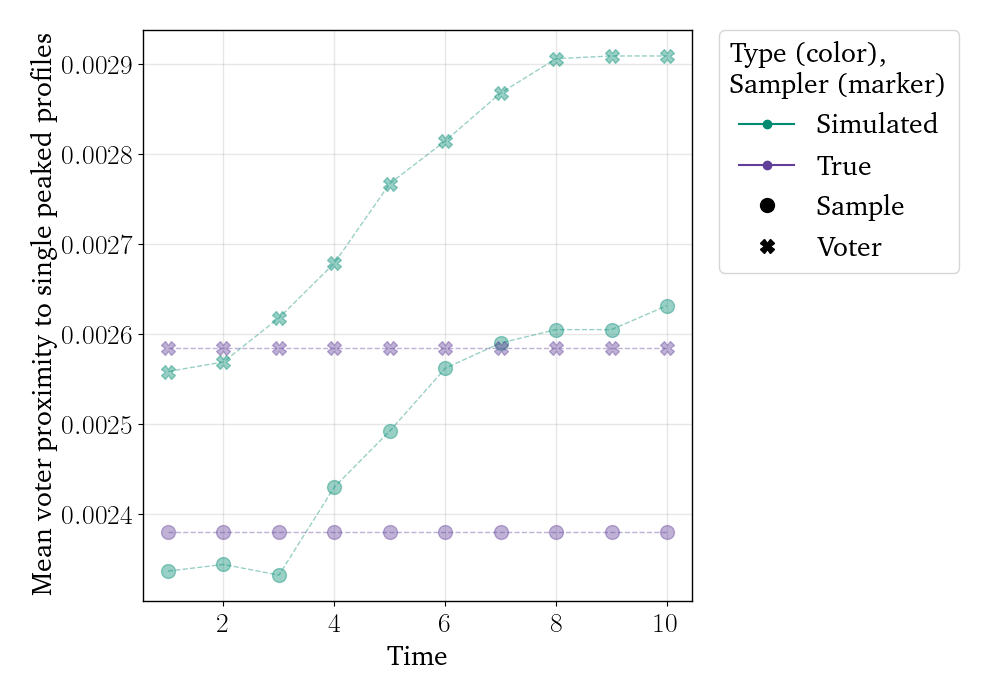 Mean voter proximity to single peaked profiles
0.0029
0.0028
0.0027
0.0026
0.0025
0.0024
2 4 6 8 10
Time
Type (color),
Sampler (marker)
Simulated
True
Sample
Voter